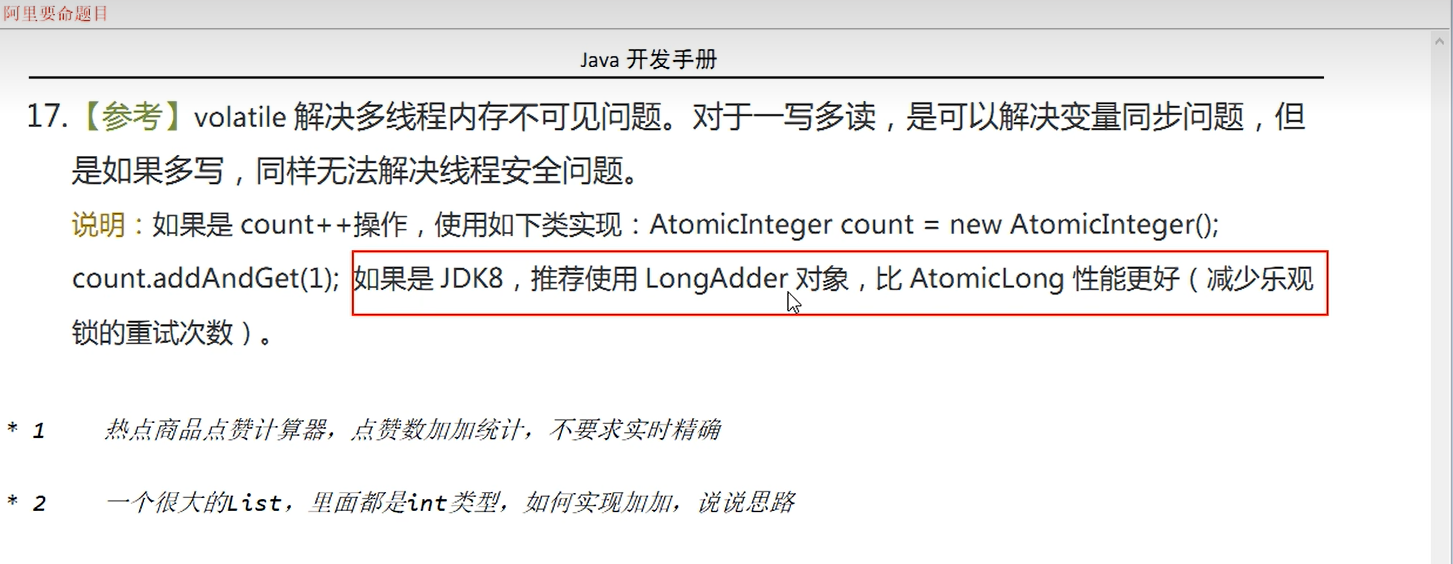 阿里要命题目
Java 开发手册
17.【参考】volatile 解决多线程内存不可见问题。对于一写多读，是可以解决变量同步问题，但
是如果多写，同样无法解决线程安全问题。
说明：如果是 count++操作，使用如下类实现：AtomicInteger count = new AtomicInteger();
count.addAndGet(1); 如果是 JDK8，推荐使用 LongAdder 对象，比 AtomicLong 性能更好（减少乐观
锁的重试次数）。
* 1 热点商品点赞计算器，点赞数加加统计，不要求实时精确
* 2 一个很大的List，里面都是int类型，如何实现加加，说说思路